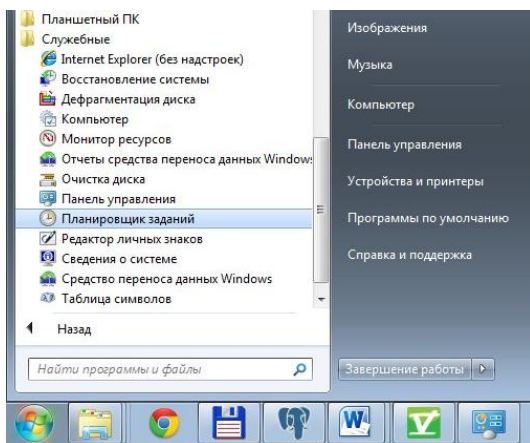 Планшетный ПК
Служебные
Internet Explorer (без надстроек)
Восстановление системы
Дефрагментация диска
Компьютер
Монитор ресурсов
Отчеты средства переноса данных Windows
Очистка диска
Панель управления
Планировщик заданий
Редактор личных знаков
Сведения о системе
Средство переноса данных Windows
Таблица символов
Назад
Найти программы и файлы
Изображения
Музыка
Компьютер
Панель управления
Устройства и принтеры
Программы по умолчанию
Справка и поддержка
Завершение работы